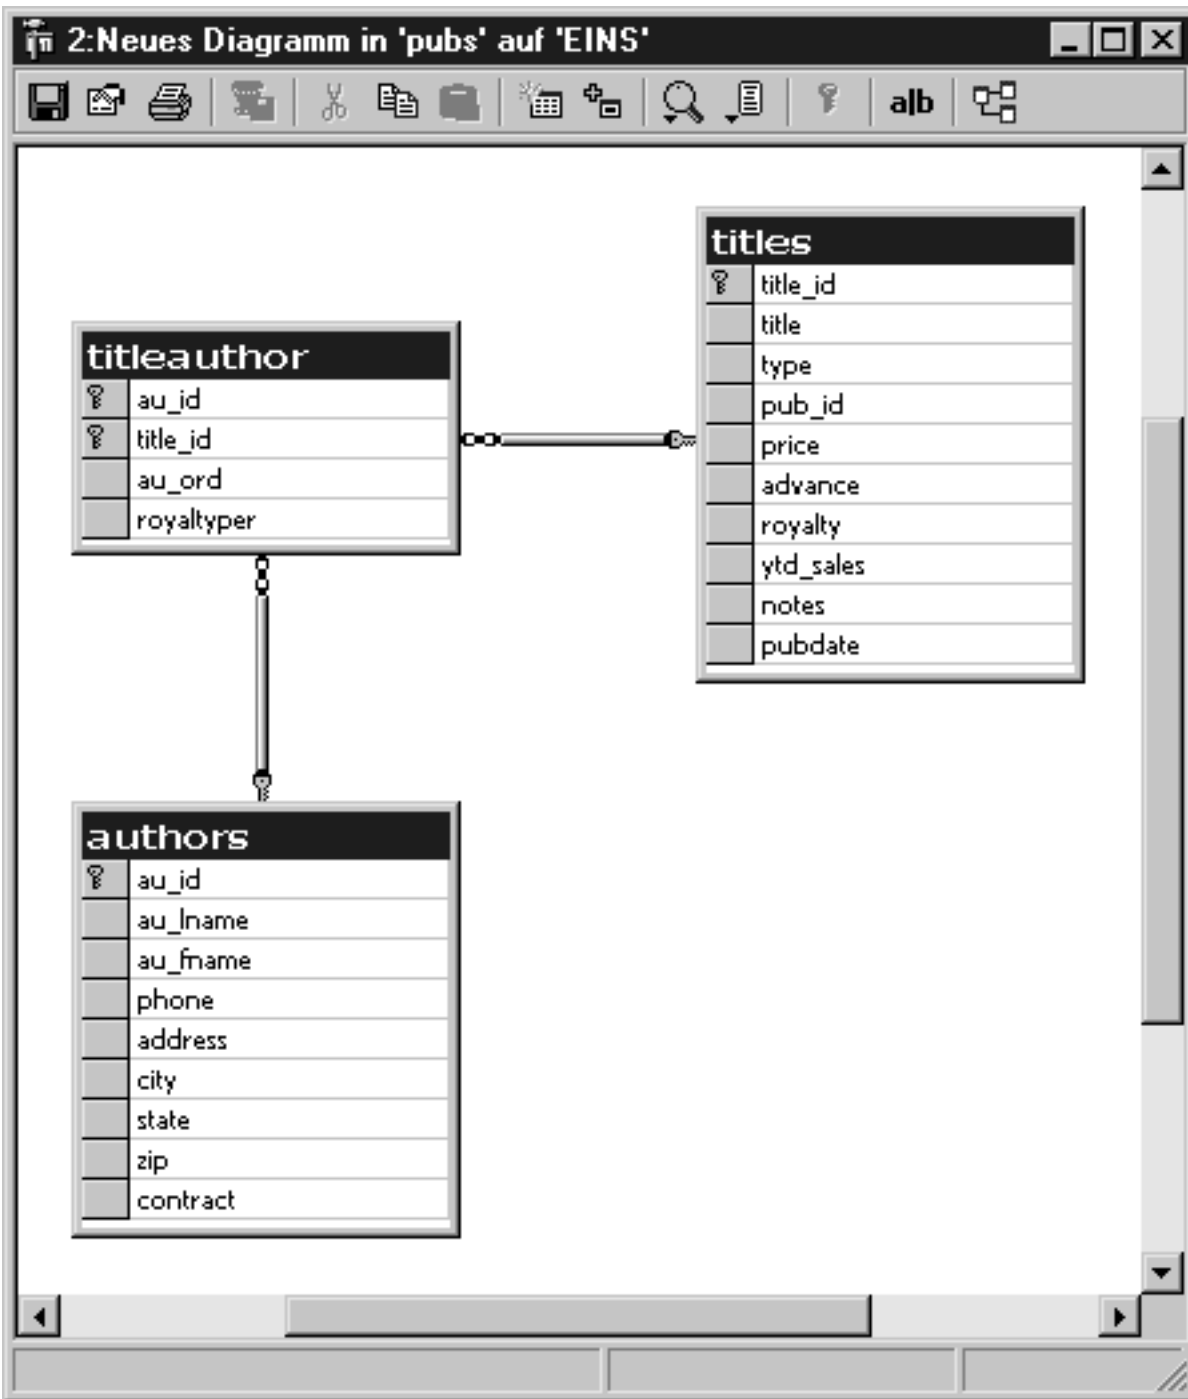 2:Neues Diagramm in 'pubs' auf 'EINS'
a|b
titles
title_id
title
type
pub_id
price
advance
royalty
ytd_sales
notes
pubdate
titleauthor
au_id
title_id
au_ord
royaltyper
authors
au_id
au_lname
au_fname
phone
address
city
state
zip
contract